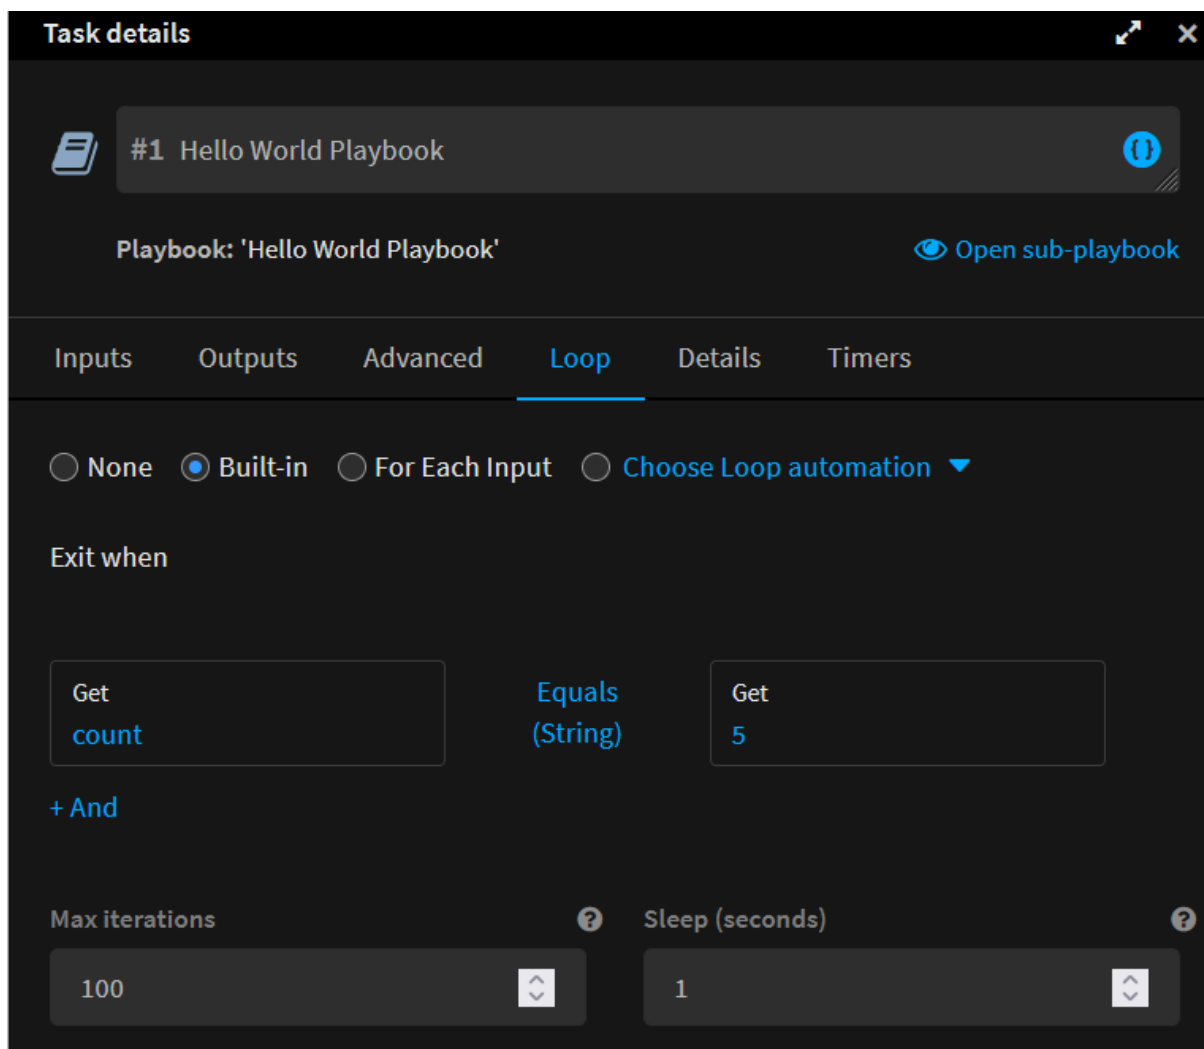 Task details
#1 Hello World Playbook
Playbook: 'Hello World Playbook'
Open sub-playbook
Inputs Outputs Advanced Loop Details Timers
None Built-in For Each Input Choose Loop automation
Exit when
Get
count
Equals
(String)
Get
5
+ And
Max iterations
Sleep (seconds)
100
1